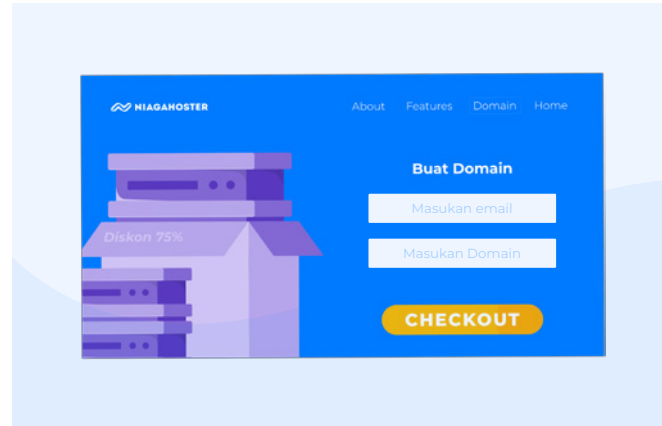 NIAGAHOSTER
About Features Domain Home
Buat Domain
Masukan email
Diskon 75%
Masukan Domain
CHECKOUT